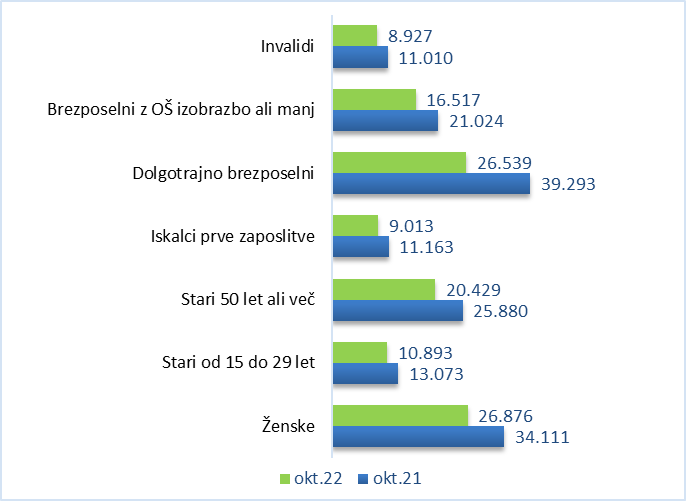 Invalidi
8.927
11.010
Brezposelni z OŠ izobrazbo ali manj
16.517
21.024
Dolgotrajno brezposelni
26.539
39.293
Iskalci prve zaposlitve
9.013
11.163
Stari 50 let ali več
20.429
25.880
Stari od 15 do 29 let
10.893
13.073
Ženske
26.876
34.111
okt.22 okt.21